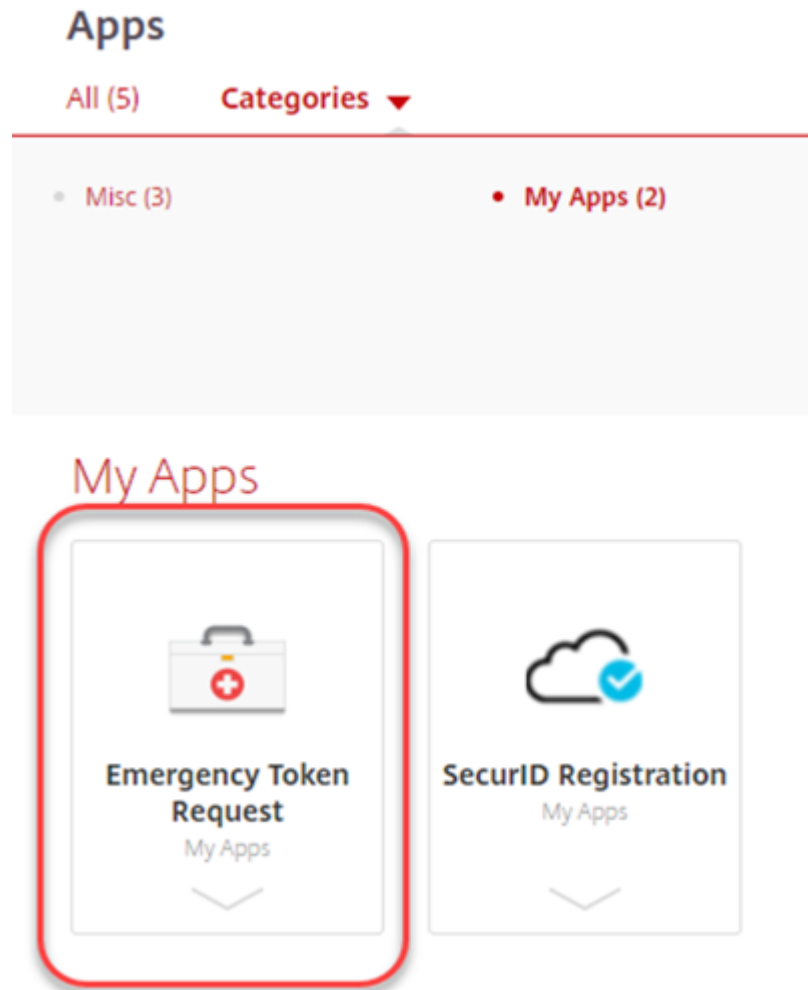 Apps
All (5)
Categories
Misc (3)
My Apps (2)
My Apps
Emergency Token
Request
My Apps
SecurID Registration
My Apps